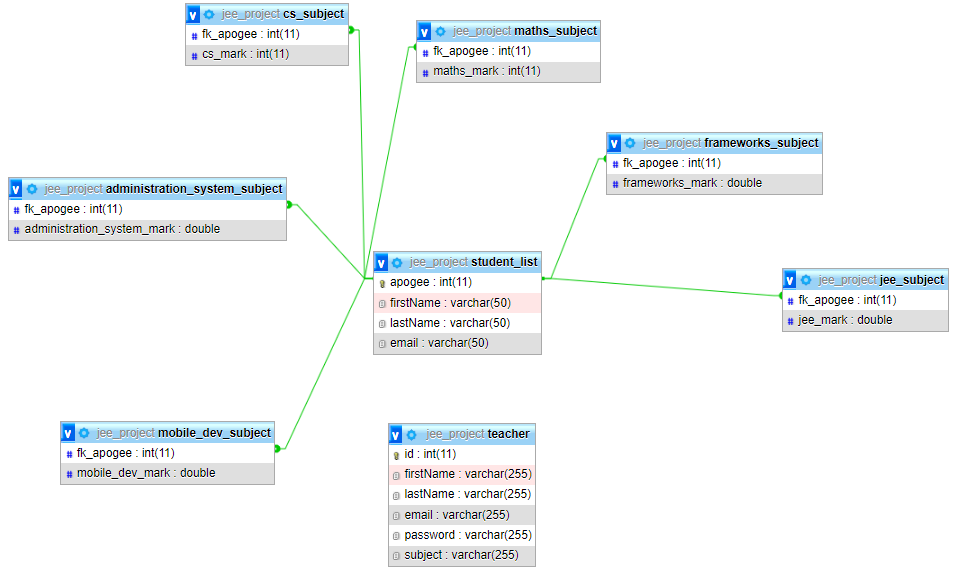 v jee_project cs_subject
fk_apogee : int(11)
cs_mark : int(11)
v jee_project maths_subject
fk_apogee : int(11)
maths_mark : int(11)
v jee_project frameworks_subject
fk_apogee : int(11)
frameworks_mark : double
v jee_project administration_system_subject
fk_apogee : int(11)
administration_system_mark : double
v jee_project student_list
apogee : int(11)
firstName : varchar(50)
lastName : varchar(50)
email : varchar(50)
v jee_project jee_subject
fk_apogee : int(11)
jee_mark : double
v jee_project mobile_dev_subject
fk_apogee : int(11)
mobile_dev_mark : double
v jee_project teacher
id : int(11)
firstName : varchar(255)
lastName : varchar(255)
email : varchar(255)
password : varchar(255)
subject : varchar(255)